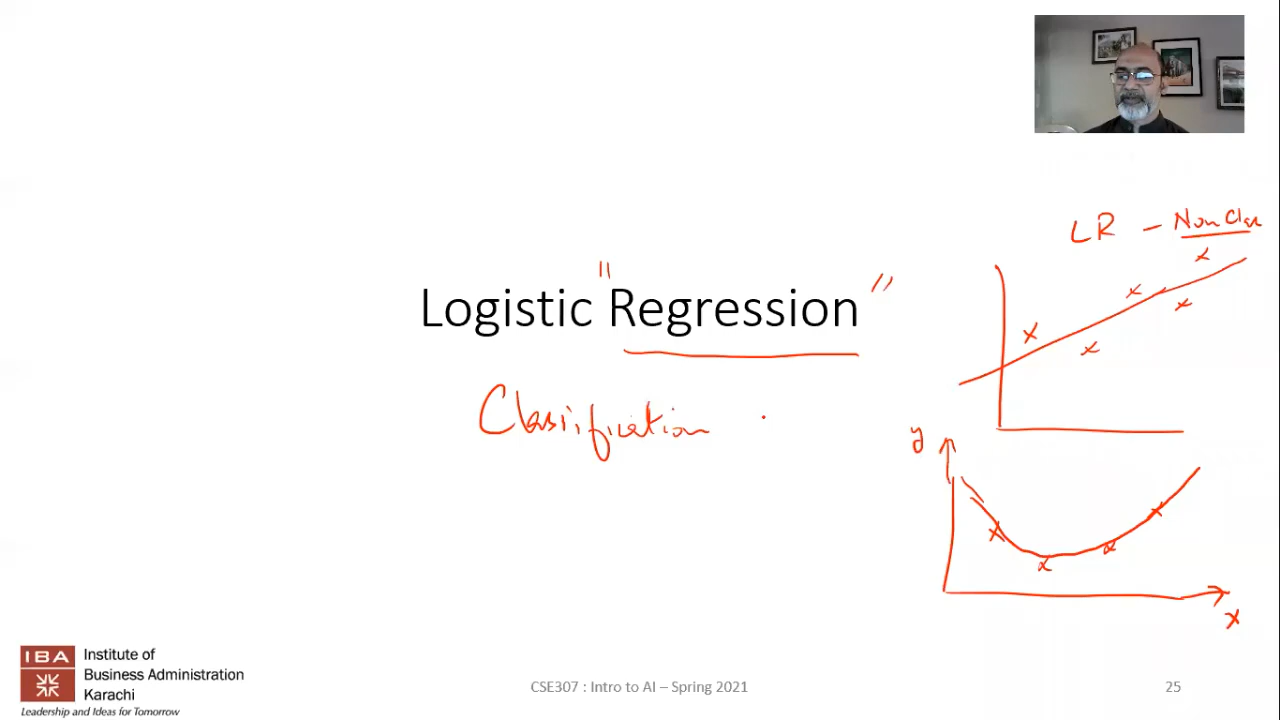 LR - Non Clas
Logistic "Regression"
Classification
y
x
IBA
Institute of
Business Administration
Karachi
Leadership and Ideas for Tomorrow
CSE307 : Intro to AI – Spring 2021
25